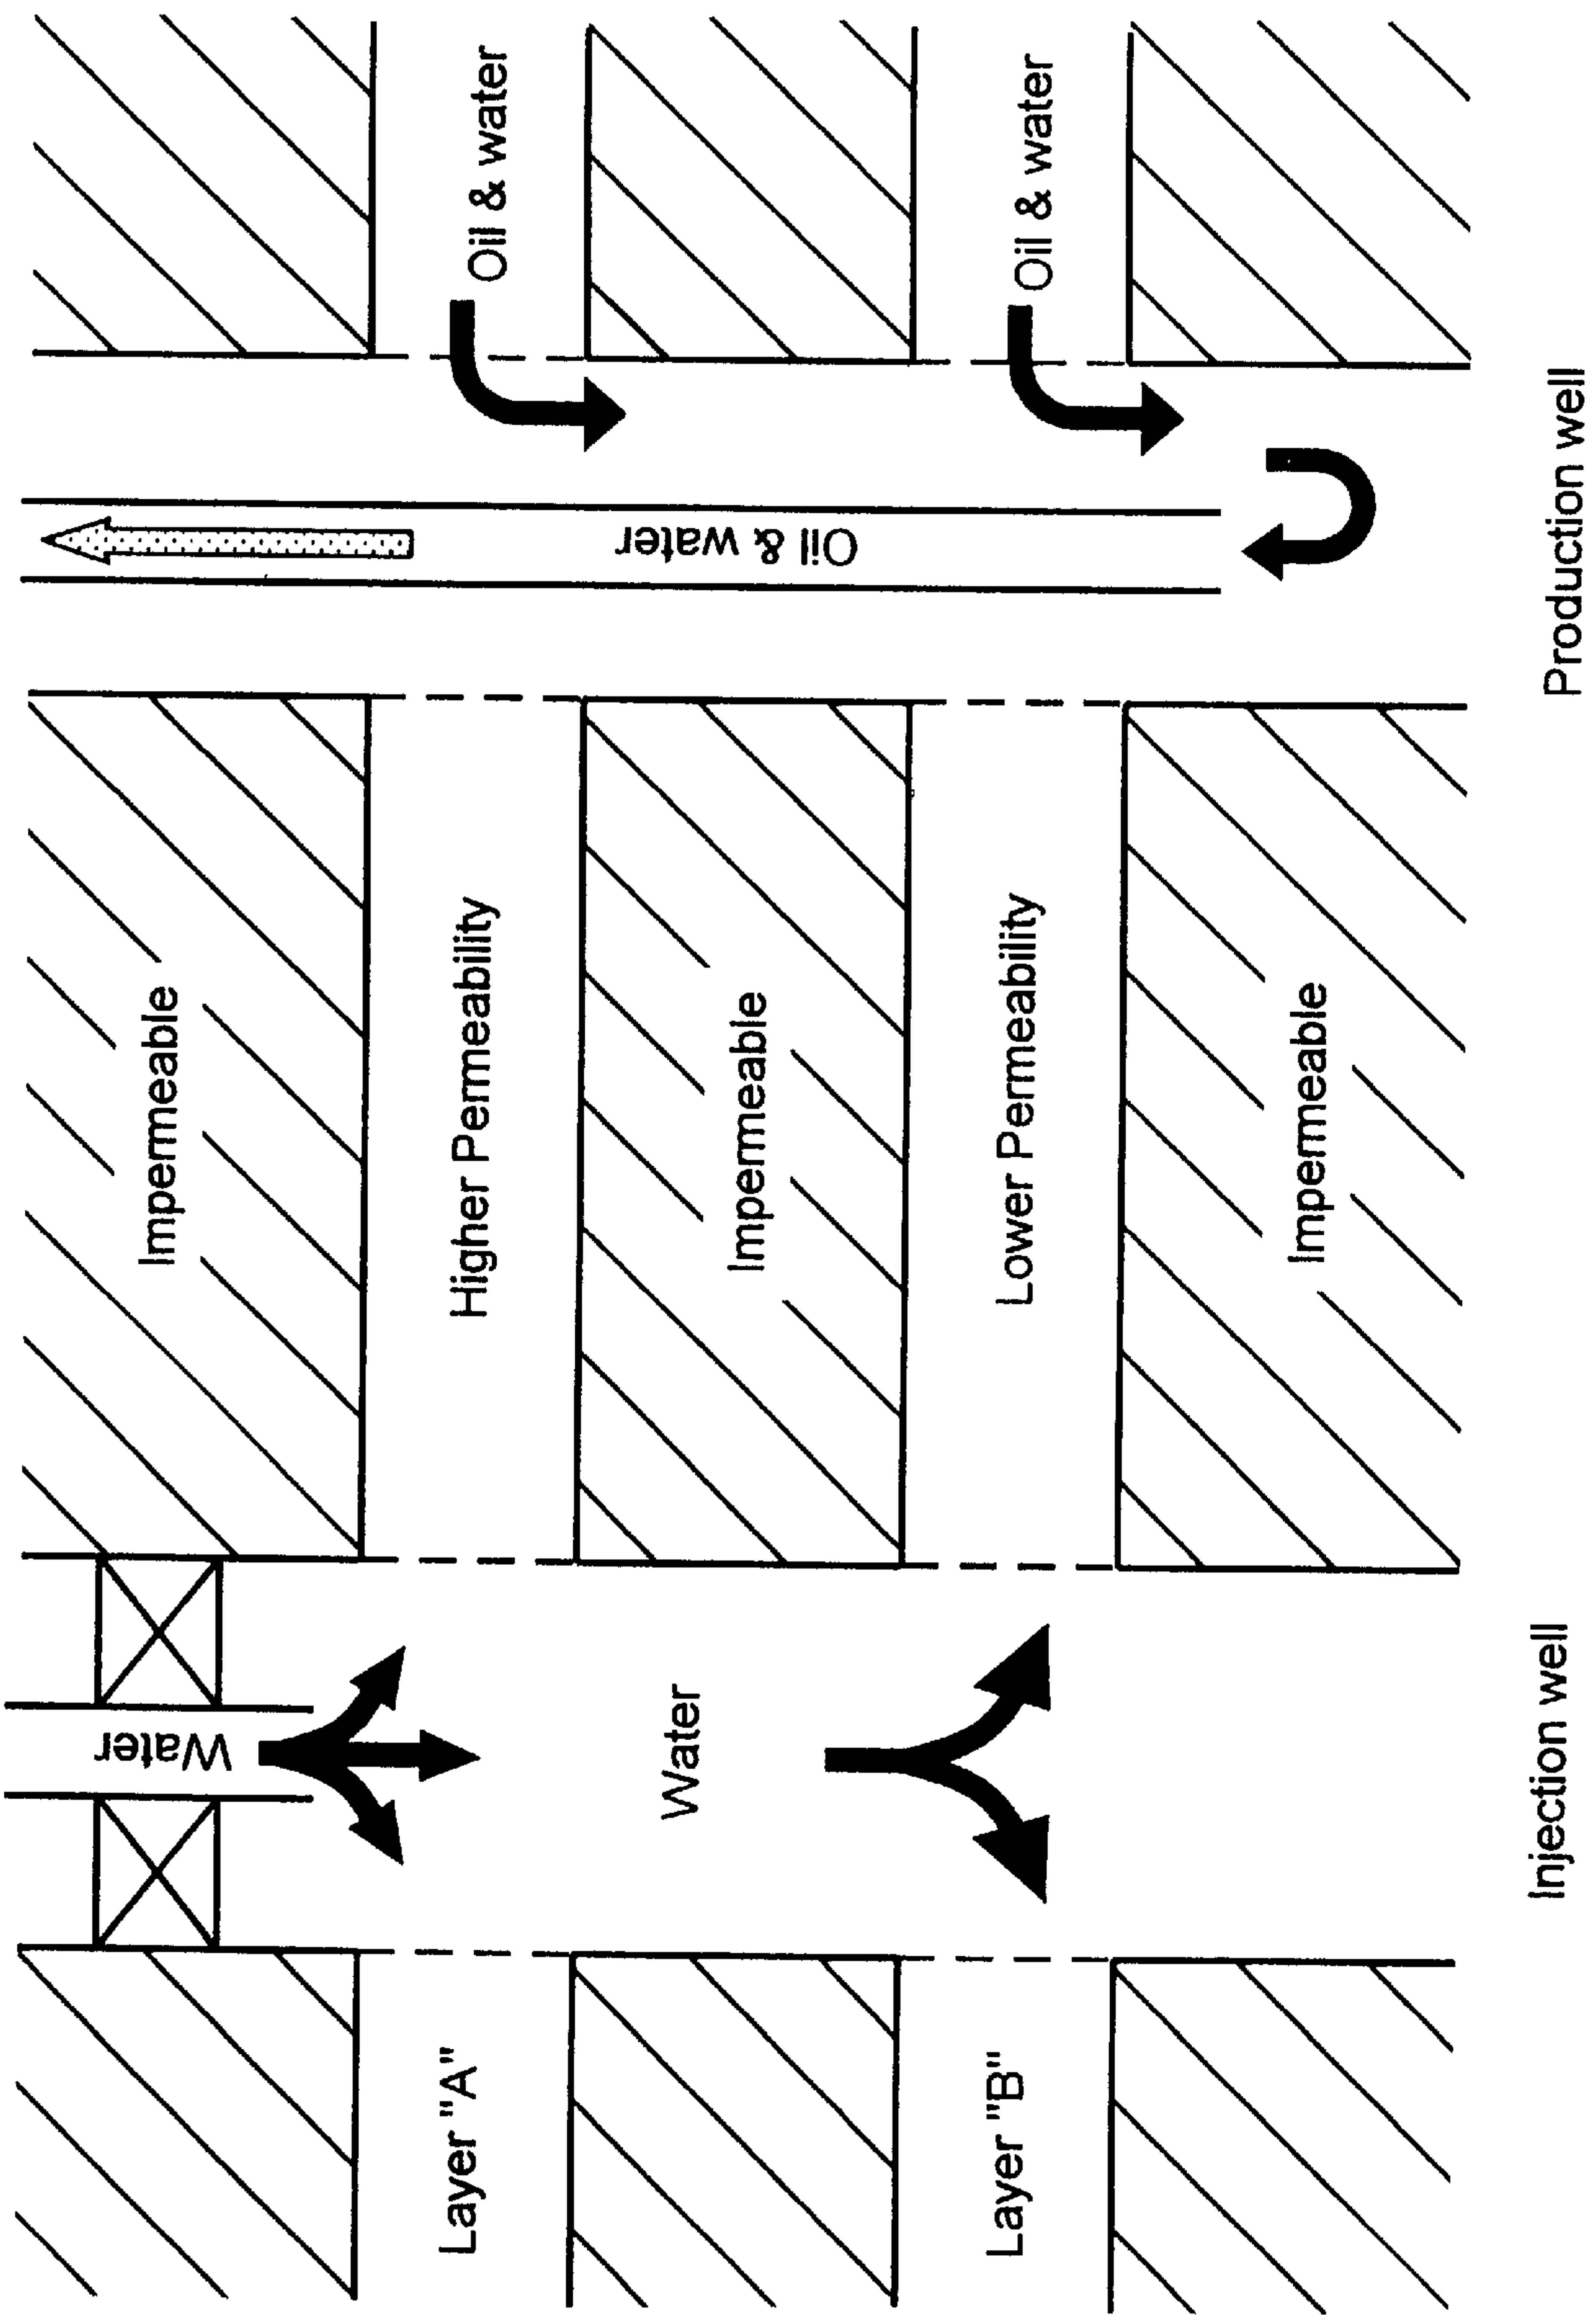 Water
Impermeable
Layer "A"
Higher Permeability
Oil & water
Water
Impermeable
Oil & water
Layer "B"
Lower Permeability
Oil & water
Impermeable
Injection well
Production well